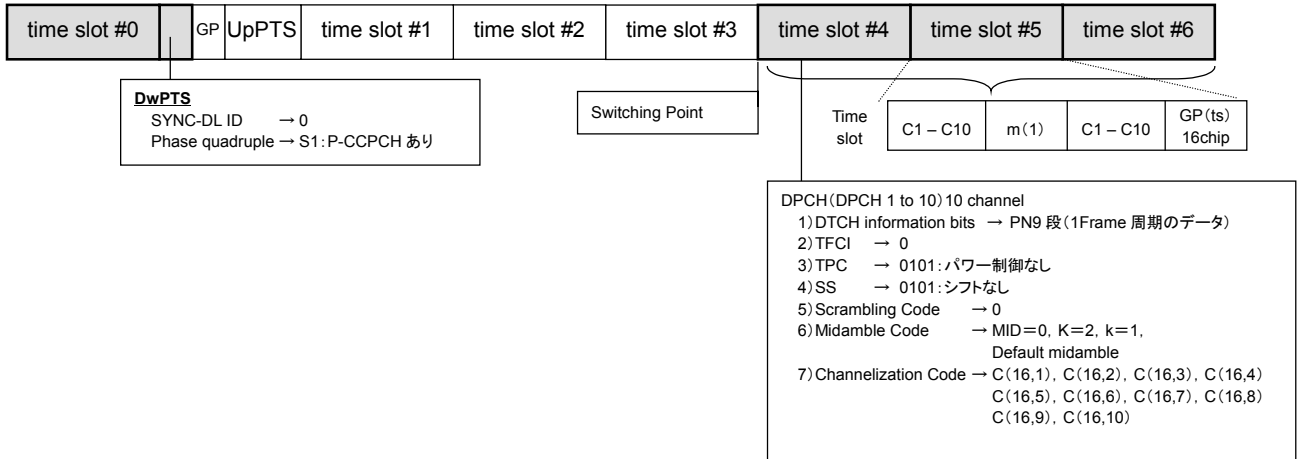 time slot #0 GP UpPTS time slot #1 time slot #2 time slot #3 time slot #4 time slot #5 time slot #6
DwPTS
SYNC-DL ID → 0
Phase quadruple → S1:P-CCPCH あり
Switching Point
Time
slot
C1 – C10 m(1) C1 – C10 GP(ts)
16chip
DPCH(DPCH 1 to 10)10 channel
1)DTCH information bits → PN9 段(1Frame 周期のデータ)
2)TFCI → 0
3)TPC → 0101:パワー制御なし
4)SS → 0101:シフトなし
5)Scrambling Code → 0
6)Midamble Code → MID=0, K=2, k=1,
Default midamble
7)Channelization Code → C(16,1), C(16,2), C(16,3), C(16,4)
C(16,5), C(16,6), C(16,7), C(16,8)
C(16,9), C(16,10)